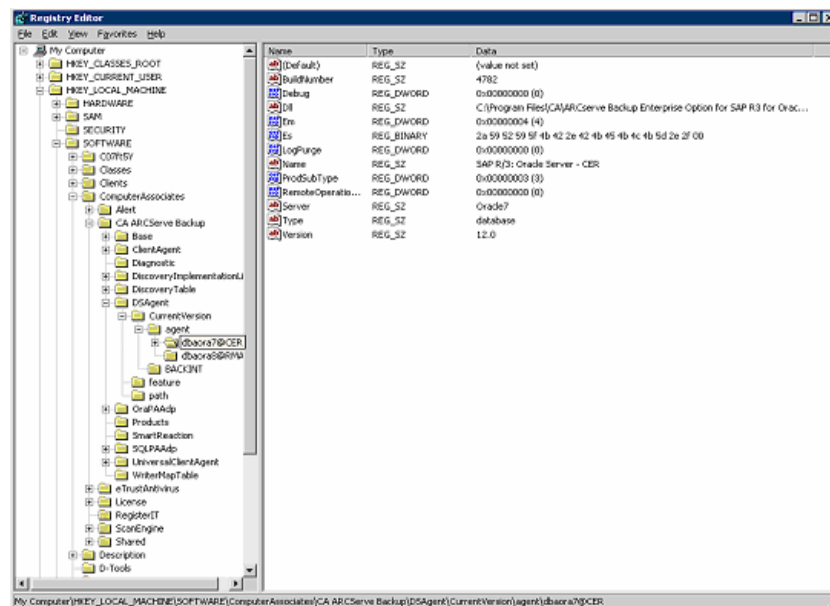 Registry Editor
File Edit View Favorites Help
My Computer
HKEY_CLASSES_ROOT
HKEY_CURRENT_USER
HKEY_LOCAL_MACHINE
HARDWARE
SAM
SECURITY
SOFTWARE
C07ft5Y
Classes
Clients
ComputerAssociates
Alert
CA ARCServe Backup
Base
ClientAgent
Diagnostic
DiscoveryImplementationLi
DiscoveryTable
DSAgent
CurrentVersion
agent
dbaora7@CER
dbaora8@RMA
BACKINT
feature
path
OraPAAdp
Products
SmartReaction
SQLPAAdp
UniversalClientAgent
WriterMapTable
eTrustAntivirus
License
RegisterIT
ScanEngine
Shared
Description
D-Tools
Name Type Data
(Default) REG_SZ (value not set)
BuildNumber REG_SZ 4782
Debug REG_DWORD 0x00000000 (0)
Dll REG_SZ C:\Program Files\CA\ARCserve Backup Enterprise Option for SAP R3 for Orac...
Em REG_DWORD 0x00000004 (4)
Es REG_BINARY 2a 59 52 59 5f 4b 42 2e 42 4b 45 4b 4c 4b 5d 2e 2f 00
LogPurge REG_DWORD 0x00000000 (0)
Name REG_SZ SAP R/3: Oracle Server - CER
ProdSubType REG_DWORD 0x00000003 (3)
RemoteOperatio... REG_DWORD 0x00000000 (0)
Server REG_SZ Oracle7
Type REG_SZ database
Version REG_SZ 12.0
My Computer\HKEY_LOCAL_MACHINE\SOFTWARE\ComputerAssociates\CA ARCServe Backup\DSAgent\CurrentVersion\agent\dbaora7@CER